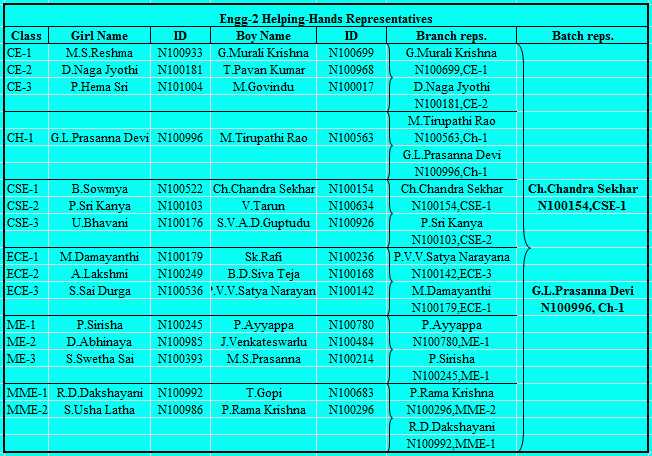 Engg-2 Helping-Hands Representatives
Class Girl Name ID Boy Name ID Branch reps. Batch reps.
CE-1 M.S.Reshma N100933 G.Murali Krishna N100699 G.Murali Krishna
CE-2 D.Naga Jyothi N100181 T.Pavan Kumar N100968 N100699,CE-1
CE-3 P.Hema Sri N101004 M.Govindu N100017 D.Naga Jyothi
N100181,CE-2
M.Tirupathi Rao
CH-1 G.L.Prasanna Devi N100996 M.Tirupathi Rao N100563 N100563,Ch-1
G.L.Prasanna Devi
N100996,Ch-1
CSE-1 B.Sowmya N100522 Ch.Chandra Sekhar N100154 Ch.Chandra Sekhar Ch.Chandra Sekhar
CSE-2 P.Sri Kanya N100103 V.Tarun N100634 N100154,CSE-1 N100154,CSE-1
CSE-3 U.Bhavani N100176 S.V.A.D.Guptudu N100926 P.Sri Kanya
N100103,CSE-2
ECE-1 M.Damayanthi N100179 Sk.Rafi N100236 P.V.V.Satya Narayana
ECE-2 A.Lakshmi N100249 B.D.Siva Teja N100168 N100142,ECE-3
ECE-3 S.Sai Durga N100536 P.V.V.Satya Narayan N100142 M.Damayanthi G.L.Prasanna Devi
N100179,ECE-1 N100996, Ch-1
ME-1 P.Sirisha N100245 P.Ayyappa N100780 P.Ayyappa
ME-2 D.Abhinaya N100985 J.Venkateswarlu N100484 N100780,ME-1
ME-3 S.Swetha Sai N100393 M.S.Prasanna N100214 P.Sirisha
N100245,ME-1
MME-1 R.D.Dakshayani N100992 T.Gopi N100683 P.Rama Krishna
MME-2 S.Usha Latha N100986 P.Rama Krishna N100296 N100296,MME-2
R.D.Dakshayani
N100992,MME-1